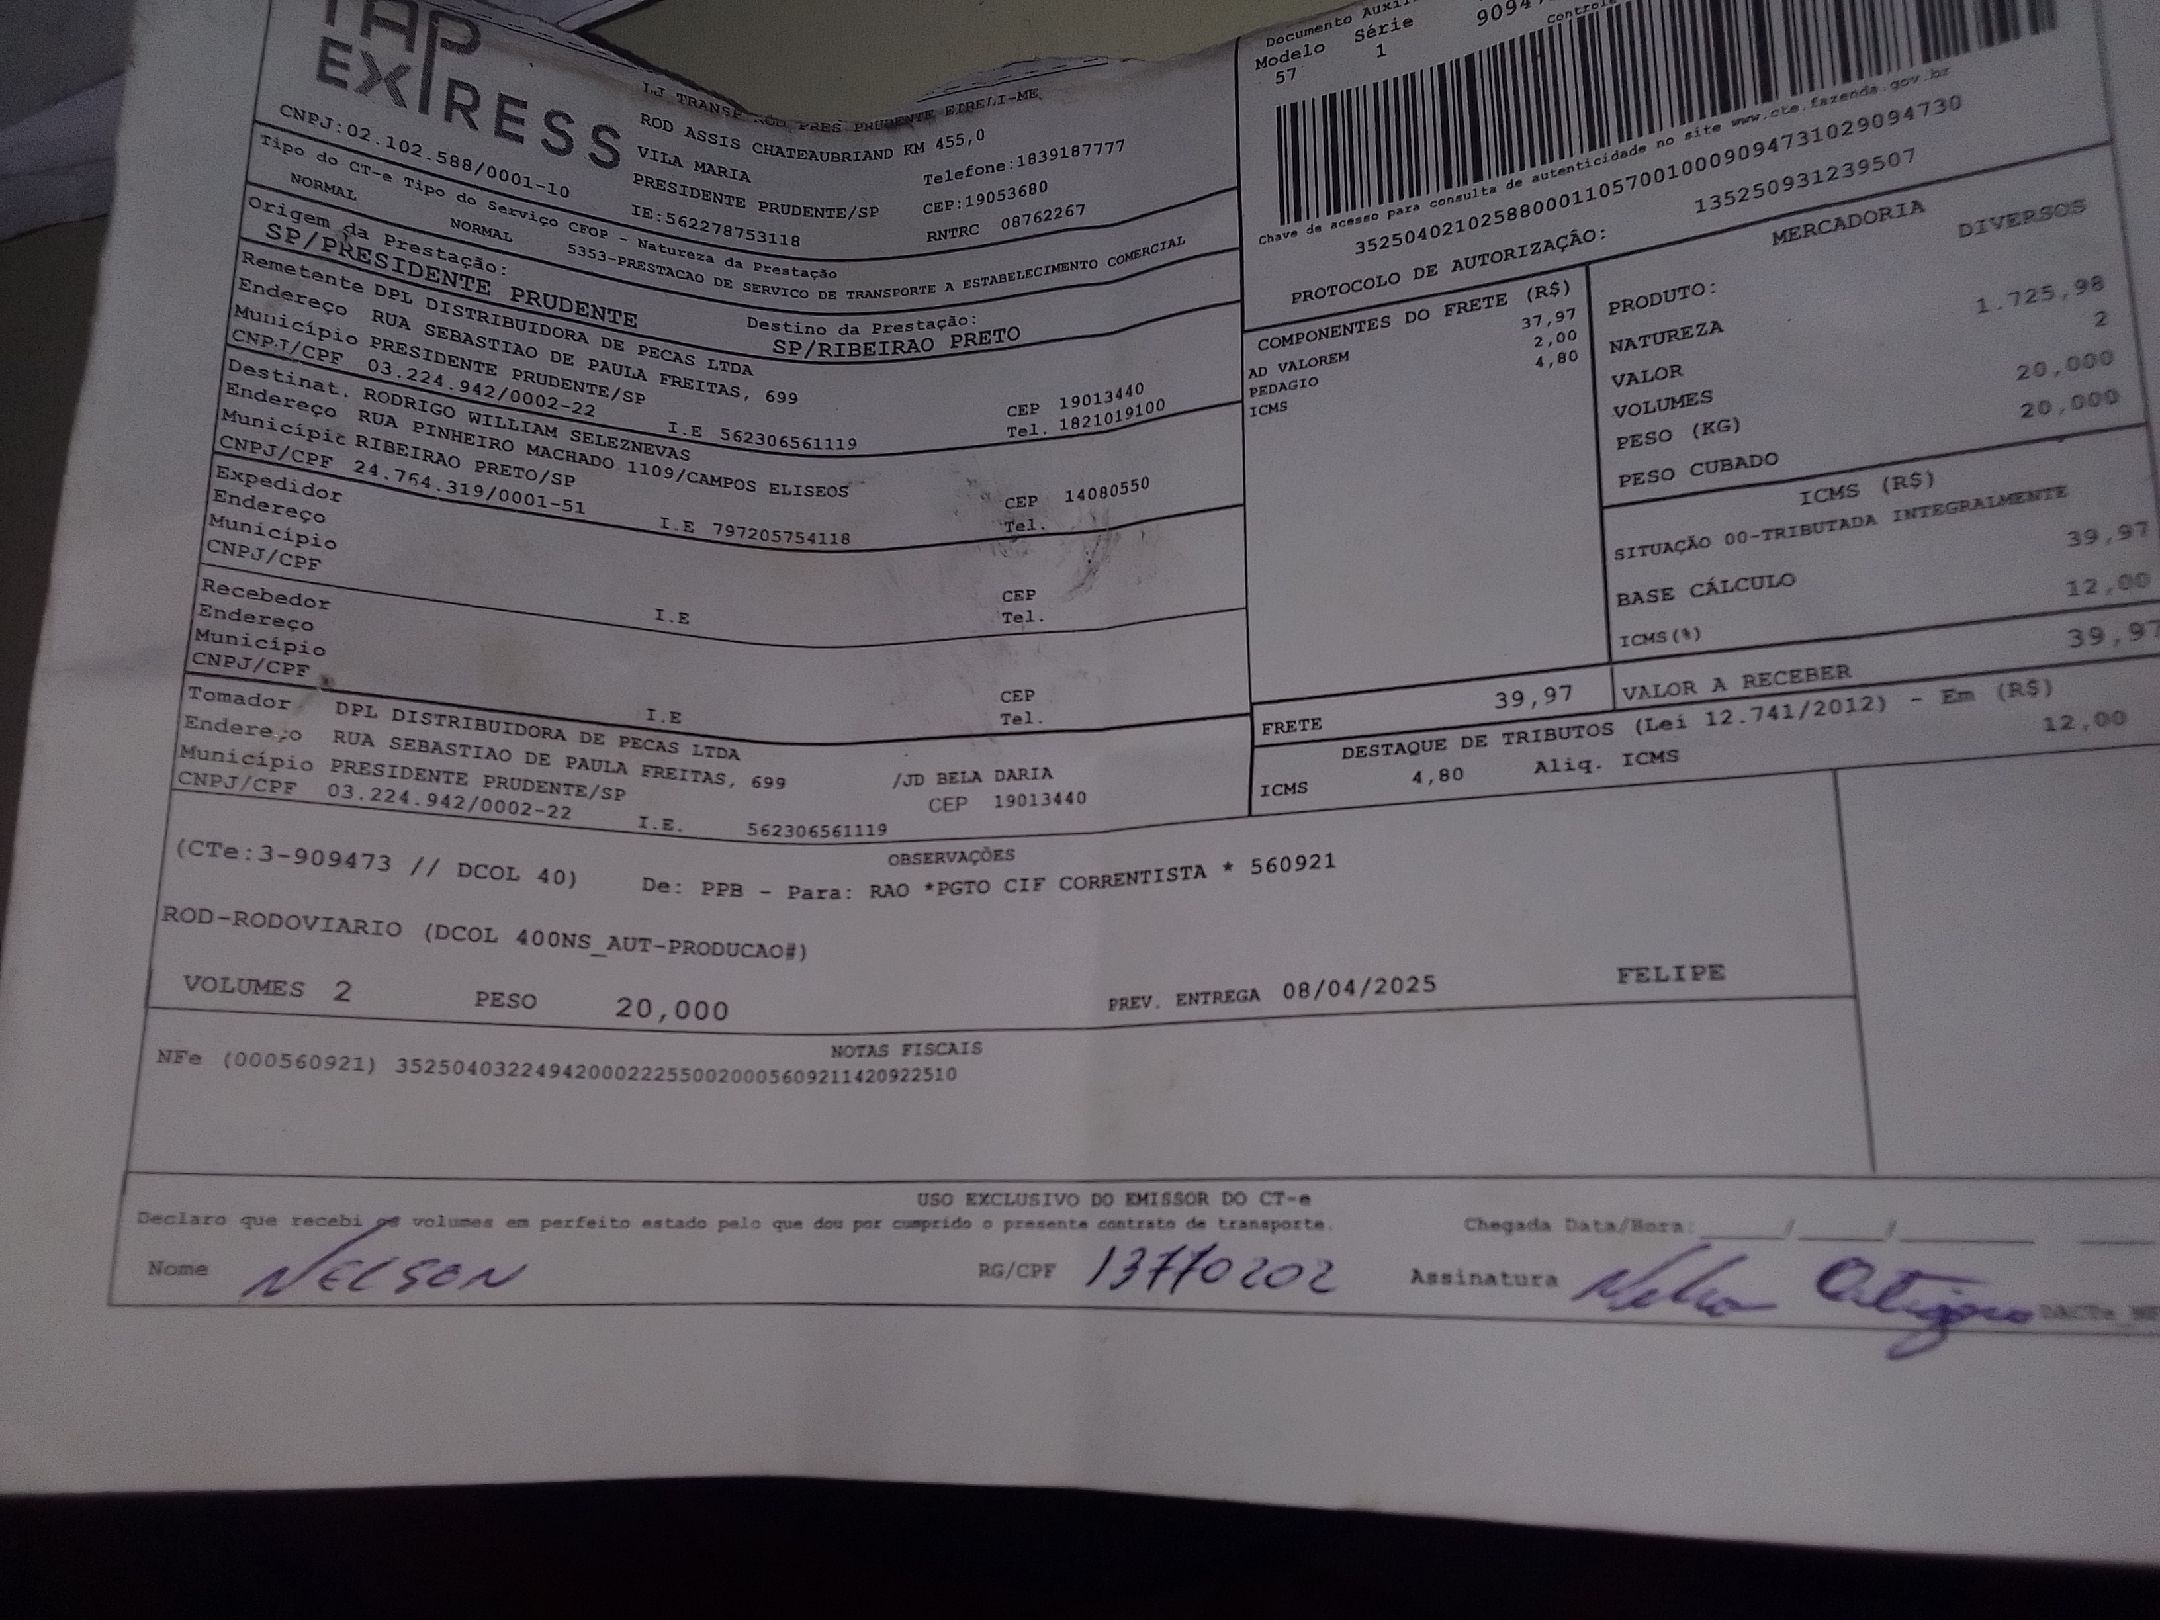 TAP
EXPRESS
CNPJ:02.102.588/0001-10
LJ TRANSP ROD PRES PRUDENTE EIRELI-ME
ROD ASSIS CHATEAUBRIAND KM 455,0
VILA MARIA
Telefone:1839187777
PRESIDENTE PRUDENTE/SP
CEP:19053680
IE:562278753118
RNTRC 08762267
Documento
Modelo Série
57 1
Chave de acesso para consulta de autenticidade no site www.cte.fazenda.gov.br
35250402102588000110570010009094731029094730
PROTOCOLO DE AUTORIZAÇÃO: 135250931239507
Tipo do CT-e Tipo do Serviço CFOP - Natureza da Prestação
NORMAL NORMAL 5353-PRESTACAO DE SERVICO DE TRANSPORTE A ESTABELECIMENTO COMERCIAL
Origem da Prestação: Destino da Prestação:
SP/PRESIDENTE PRUDENTE SP/RIBEIRAO PRETO
Remetente DPL DISTRIBUIDORA DE PECAS LTDA
Endereço RUA SEBASTIAO DE PAULA FREITAS, 699
Município PRESIDENTE PRUDENTE/SP CEP 19013440
CNPJ/CPF 03.224.942/0002-22 I.E 562306561119 Tel. 1821019100
Destinat. RODRIGO WILLIAM SELEZNEVAS
Endereço RUA PINHEIRO MACHADO 1109/CAMPOS ELISEOS
Município RIBEIRAO PRETO/SP CEP 14080550
CNPJ/CPF 24.764.319/0001-51 I.E 797205754118 Tel.
Expedidor
Endereço
Município CEP
CNPJ/CPF I.E Tel.
Recebedor
Endereço
Município CEP
CNPJ/CPF I.E Tel.
Tomador DPL DISTRIBUIDORA DE PECAS LTDA
Endereço RUA SEBASTIAO DE PAULA FREITAS, 699 /JD BELA DARIA
Município PRESIDENTE PRUDENTE/SP CEP 19013440
CNPJ/CPF 03.224.942/0002-22 I.E. 562306561119
COMPONENTES DO FRETE (R$)
AD VALOREM 37,97
PEDAGIO 2,00
ICMS 4,80
MERCADORIA
PRODUTO: DIVERSOS
NATUREZA
VALOR 1.725,98
VOLUMES 2
PESO (KG) 20,000
PESO CUBADO 20,000
ICMS (R$)
SITUAÇÃO 00-TRIBUTADA INTEGRALMENTE
BASE CÁLCULO 39,97
ICMS(%) 12,00
FRETE 39,97 VALOR A RECEBER 39,97
DESTAQUE DE TRIBUTOS (Lei 12.741/2012) - Em (R$)
ICMS 4,80 Aliq. ICMS 12,00
OBSERVAÇÕES
(CTe:3-909473 // DCOL 40) De: PPB - Para: RAO *PGTO CIF CORRENTISTA * 560921
ROD-RODOVIARIO (DCOL 400NS_AUT-PRODUCAO#)
VOLUMES 2 PESO 20,000 PREV. ENTREGA 08/04/2025 FELIPE
NOTAS FISCAIS
NFe (000560921) 35250403224942000222550020005609211420922510
USO EXCLUSIVO DO EMISSOR DO CT-e
Declaro que recebi os volumes em perfeito estado pelo que dou por cumprido o presente contrato de transporte. Chegada Data/Hora: ____/____/______
Nome NELSON RG/CPF 13770202 Assinatura